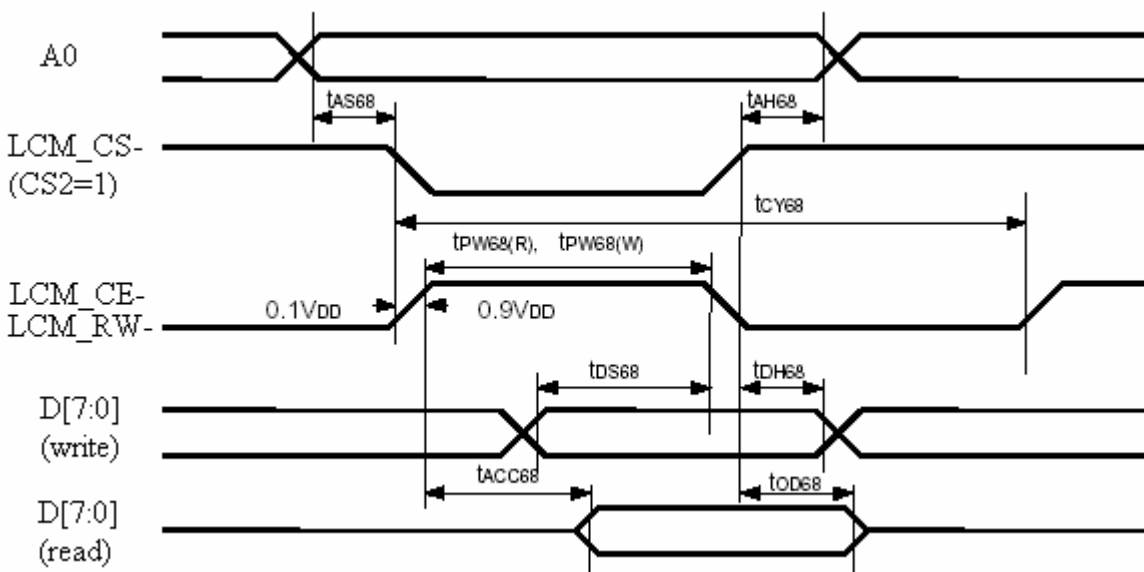 A0
tAS68
tAH68
LCM_CS-
(CS2=1)
tCY68
tPW68(R), tPW68(W)
LCM_CE-
0.1VDD
0.9VDD
LCM_RW-
tDS68
tDH68
D[7:0]
(write)
tACC68
tOD68
D[7:0]
(read)